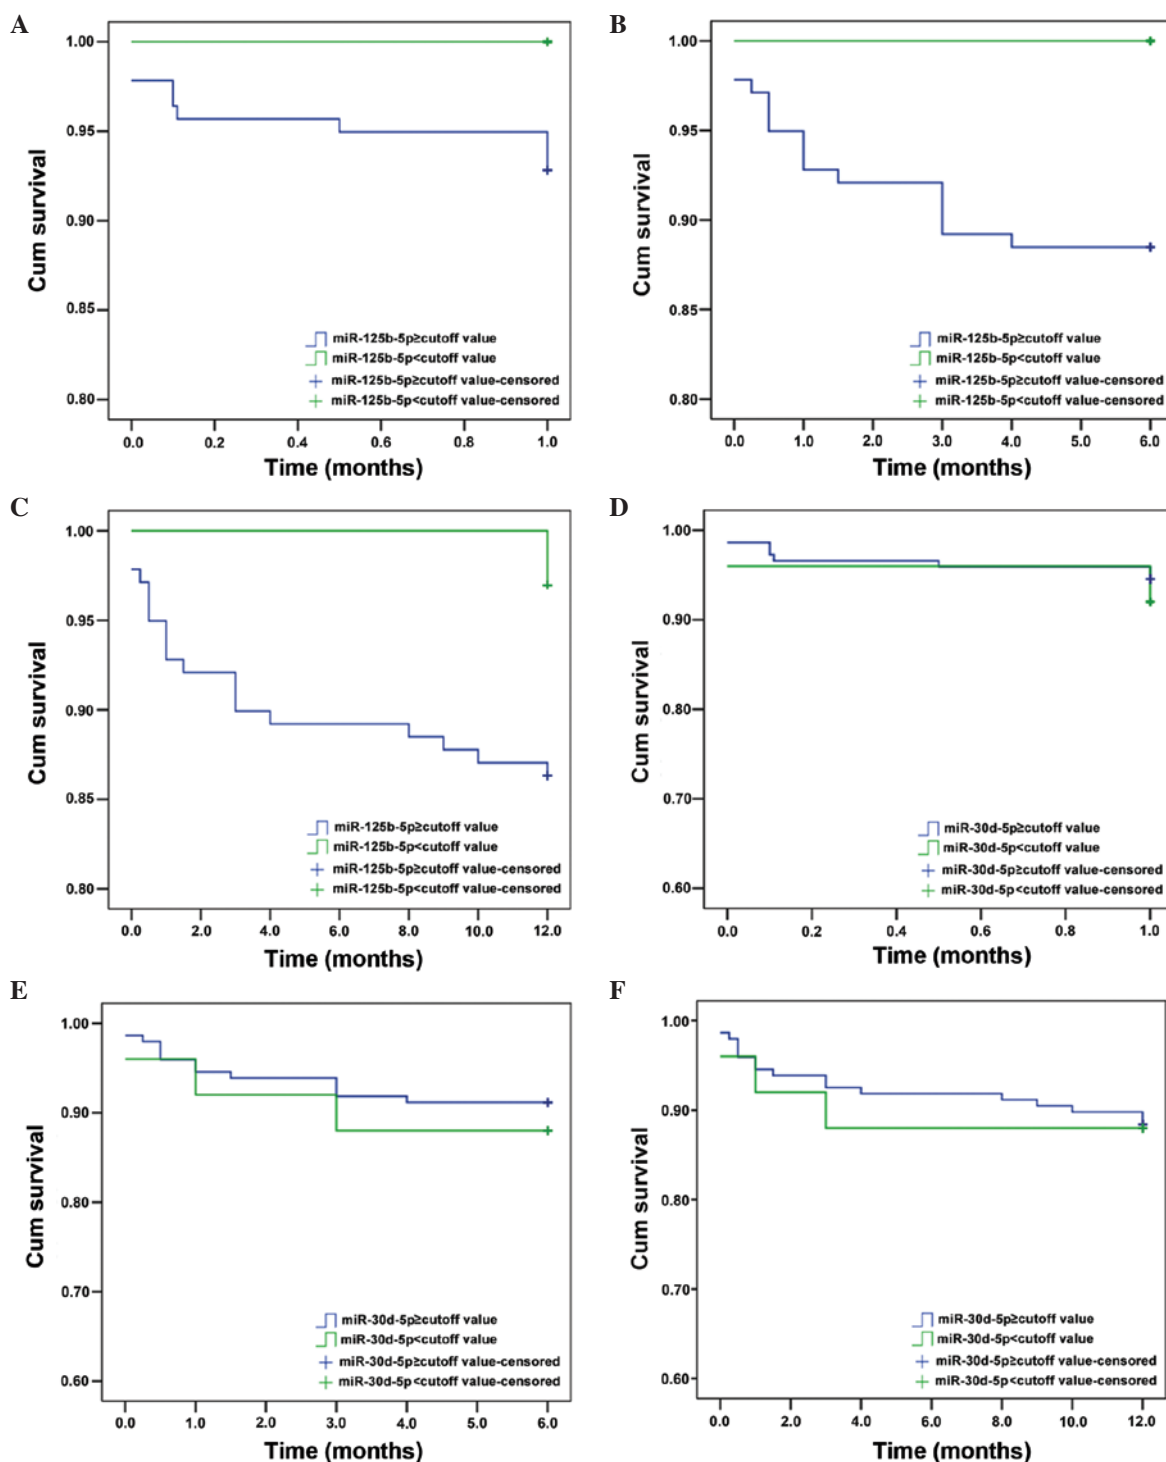 A
1.00
0.95
0.90
0.85
0.80
Cum survival
miR-125b-5p≥cutoff value
miR-125b-5p<cutoff value
miR-125b-5p≥cutoff value-censored
miR-125b-5p<cutoff value-censored
0.0 0.2 0.4 0.6 0.8 1.0
Time (months)
B
1.00
0.95
0.90
0.85
0.80
Cum survival
miR-125b-5p≥cutoff value
miR-125b-5p<cutoff value
miR-125b-5p≥cutoff value-censored
miR-125b-5p<cutoff value-censored
0.0 1.0 2.0 3.0 4.0 5.0 6.0
Time (months)
C
1.00
0.95
0.90
0.85
0.80
Cum survival
miR-125b-5p≥cutoff value
miR-125b-5p<cutoff value
miR-125b-5p≥cutoff value-censored
miR-125b-5p<cutoff value-censored
0.0 2.0 4.0 6.0 8.0 10.0 12.0
Time (months)
D
1.00
0.90
0.80
0.70
0.60
Cum survival
miR-30d-5p≥cutoff value
miR-30d-5p<cutoff value
miR-30d-5p≥cutoff value-censored
miR-30d-5p<cutoff value-censored
0.0 0.2 0.4 0.6 0.8 1.0
Time (months)
E
1.00
0.90
0.80
0.70
0.60
Cum survival
miR-30d-5p≥cutoff value
miR-30d-5p<cutoff value
miR-30d-5p≥cutoff value-censored
miR-30d-5p<cutoff value-censored
0.0 1.0 2.0 3.0 4.0 5.0 6.0
Time (months)
F
1.00
0.90
0.80
0.70
0.60
Cum survival
miR-30d-5p≥cutoff value
miR-30d-5p<cutoff value
miR-30d-5p≥cutoff value-censored
miR-30d-5p<cutoff value-censored
0.0 2.0 4.0 6.0 8.0 10.0 12.0
Time (months)